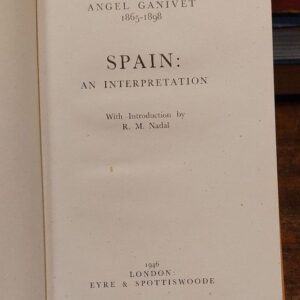 ANGEL GANIVET
1865-1898
SPAIN:
AN INTERPRETATION
With Introduction by
R. M. Nadal
1946
LONDON:
EYRE & SPOTTISWOODE